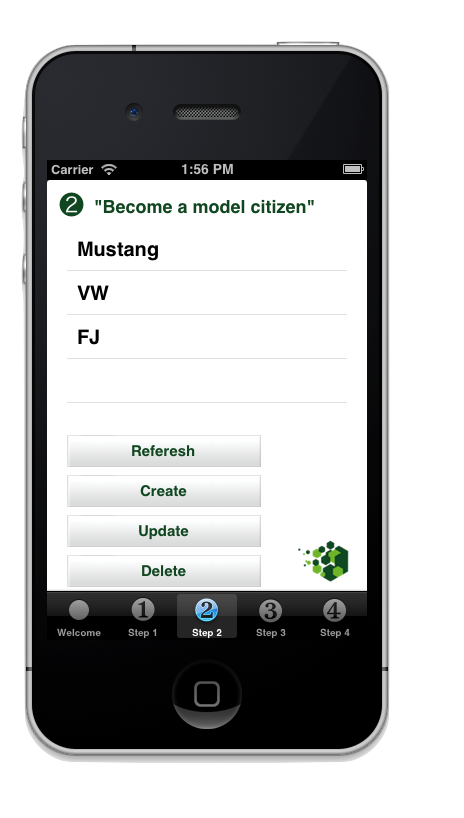 Carrier 1:56 PM
2 "Become a model citizen"
Mustang
VW
FJ
Referesh
Create
Update
Delete
1 2 3 4
Welcome Step 1 Step 2 Step 3 Step 4